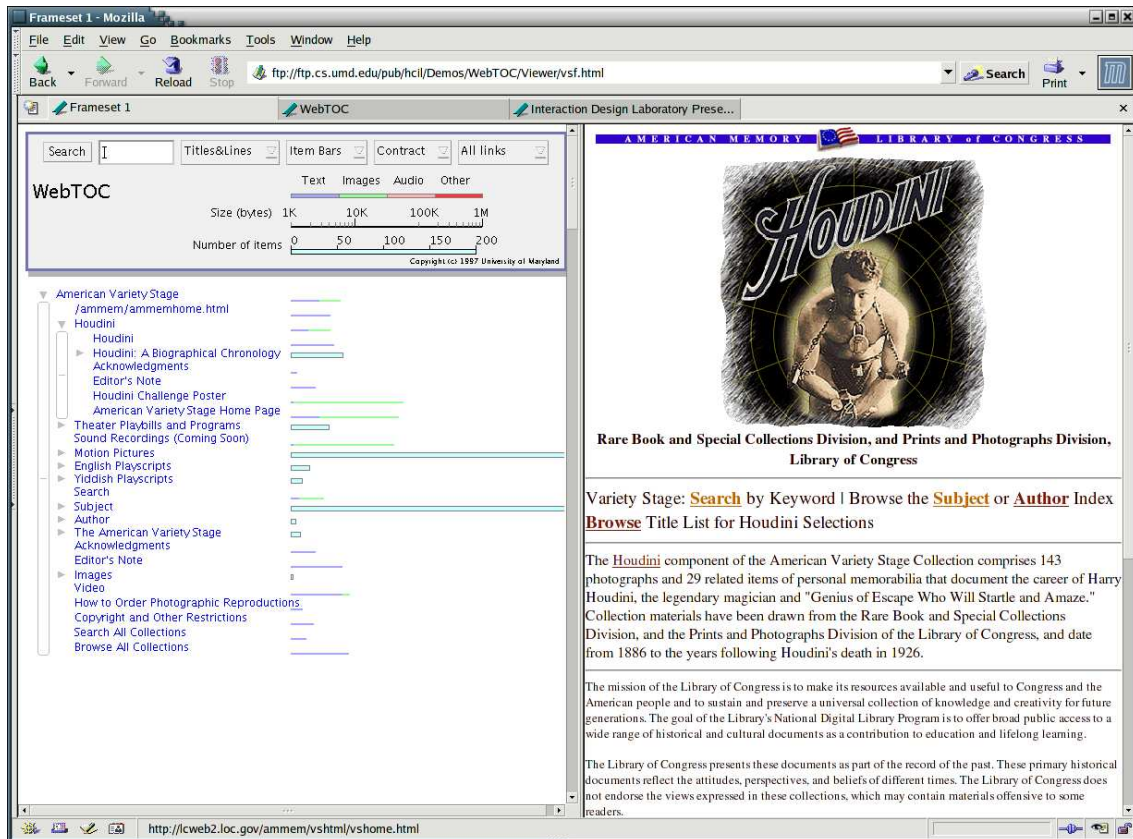 Frameset 1 - Mozilla
File Edit View Go Bookmarks Tools Window Help
Back Forward Reload Stop
ftp://ftp.cs.umd.edu/pub/hcil/Demos/WebTOC/Viewer/vsf.html
Search Print
Frameset 1 WebTOC Interaction Design Laboratory Prese...
Search Titles&Lines Item Bars Contract All links
WebTOC
Text Images Audio Other
Size (bytes) 1K 10K 100K 1M
Number of items 0 50 100 150 200
Copyright (c) 1997 University of Maryland
American Variety Stage
/ammem/ammemhome.html
Houdini
Houdini
Houdini: A Biographical Chronology
Acknowledgments
Editor's Note
Houdini Challenge Poster
American Variety Stage Home Page
Theater Playbills and Programs
Sound Recordings (Coming Soon)
Motion Pictures
English Playscripts
Yiddish Playscripts
Search
Subject
Author
The American Variety Stage
Acknowledgments
Editor's Note
Images
Video
How to Order Photographic Reproductions
Copyright and Other Restrictions
Search All Collections
Browse All Collections
AMERICAN MEMORY LIBRARY of CONGRESS
HOUDINI
Rare Book and Special Collections Division, and Prints and Photographs Division,
Library of Congress
Variety Stage: Search by Keyword | Browse the Subject or Author Index
Browse Title List for Houdini Selections
The Houdini component of the American Variety Stage Collection comprises 143
photographs and 29 related items of personal memorabilia that document the career of Harry
Houdini, the legendary magician and "Genius of Escape Who Will Startle and Amaze."
Collection materials have been drawn from the Rare Book and Special Collections
Division, and the Prints and Photographs Division of the Library of Congress, and date
from 1886 to the years following Houdini's death in 1926.
The mission of the Library of Congress is to make its resources available and useful to Congress and the
American people and to sustain and preserve a universal collection of knowledge and creativity for future
generations. The goal of the Library's National Digital Library Program is to offer broad public access to a
wide range of historical and cultural documents as a contribution to education and lifelong learning.
The Library of Congress presents these documents as part of the record of the past. These primary historical
documents reflect the attitudes, perspectives, and beliefs of different times. The Library of Congress does
not endorse the views expressed in these collections, which may contain materials offensive to some
readers.
http://lcweb2.loc.gov/ammem/vshtml/vshome.html